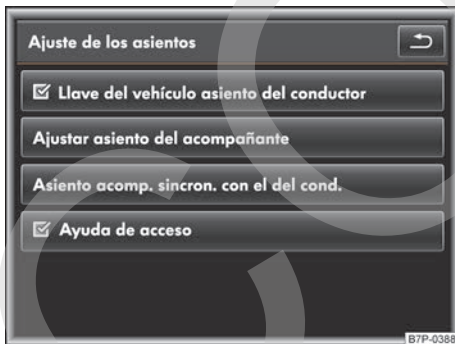 Ajuste de los asientos
Llave del vehículo asiento del conductor
Ajustar asiento del acompañante
Asiento acomp. sincron. con el del cond.
Ayuda de acceso
B7P-0388